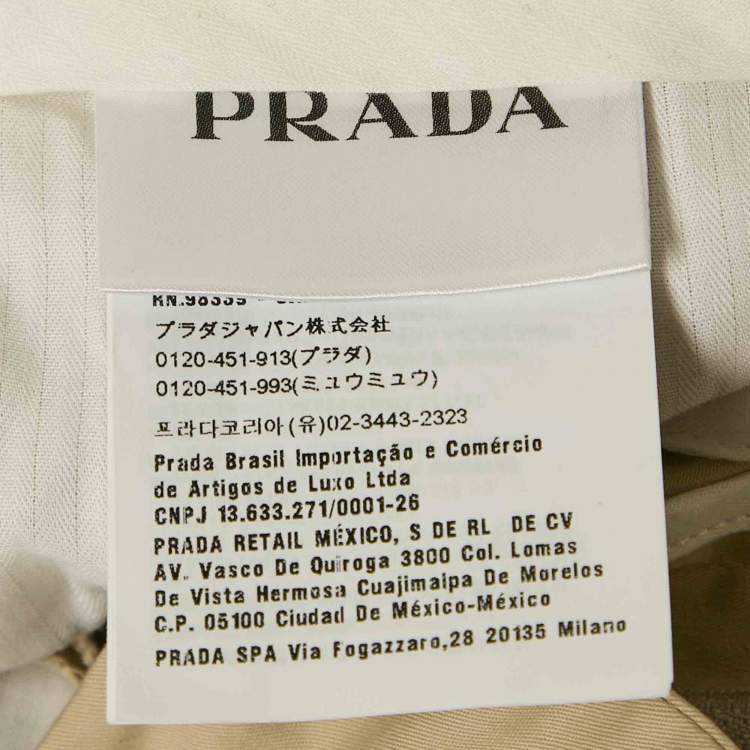 PRADA
RN.98339 -
プラダジャパン株式会社
0120-451-913(プラダ)
0120-451-993(ミュウミュウ)
프라다코리아(유)02-3443-2323
Prada Brasil Importação e Comércio
de Artigos de Luxo Ltda
CNPJ 13.633.271/0001-26
PRADA RETAIL MÉXICO, S DE RL DE CV
AV. Vasco De Quiroga 3800 Col. Lomas
De Vista Hermosa Cuajimalpa De Morelos
C.P. 05100 Ciudad De México-México
PRADA SPA Via Fogazzaro,28 20135 Milano